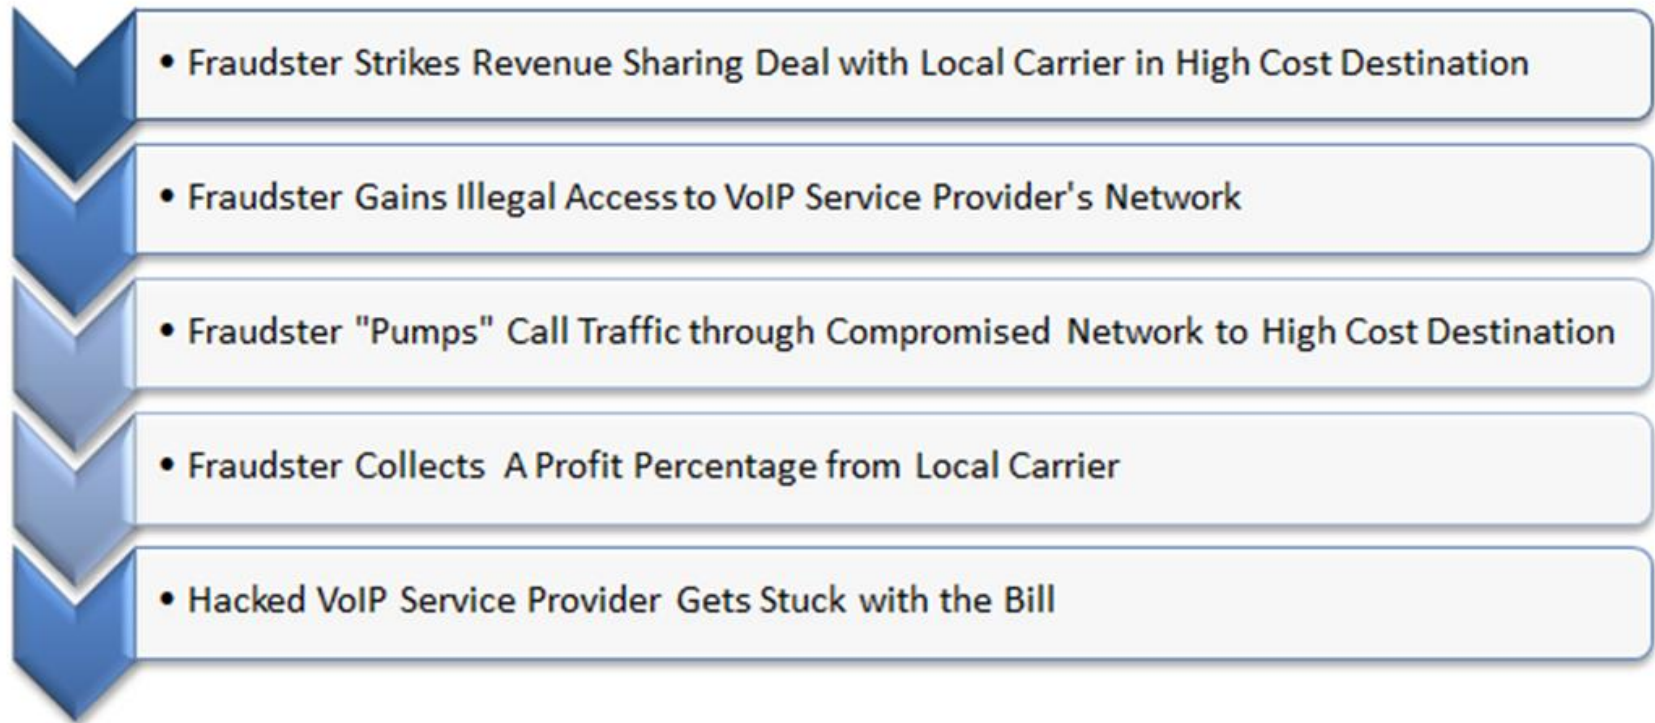 • Fraudster Strikes Revenue Sharing Deal with Local Carrier in High Cost Destination
• Fraudster Gains Illegal Access to VoIP Service Provider's Network
• Fraudster "Pumps" Call Traffic through Compromised Network to High Cost Destination
• Fraudster Collects A Profit Percentage from Local Carrier
• Hacked VoIP Service Provider Gets Stuck with the Bill